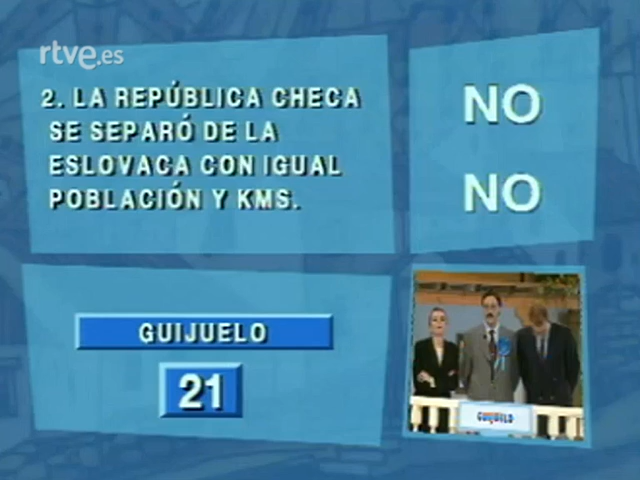 rtve.es
2. LA REPÚBLICA CHECA
SE SEPARÓ DE LA
ESLOVACA CON IGUAL
POBLACIÓN Y KMS.
NO
NO
GUIJUELO
21
GUIJUELO